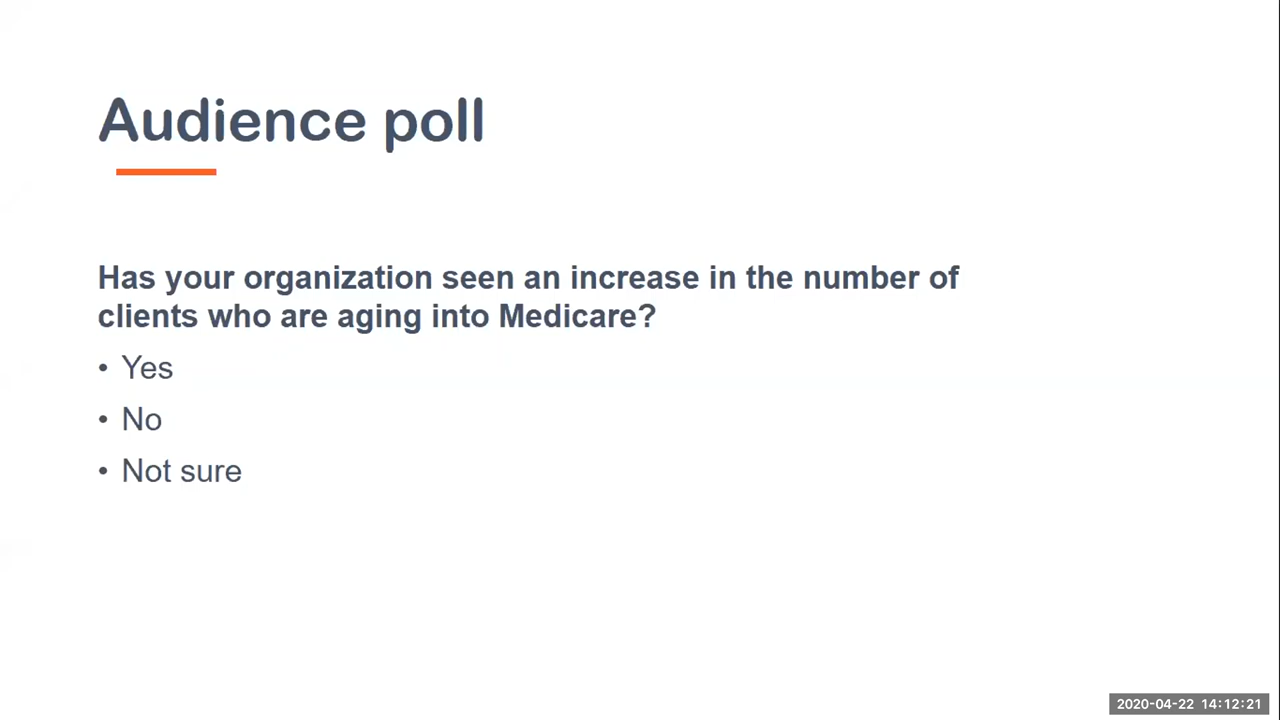 Audience poll
Has your organization seen an increase in the number of
clients who are aging into Medicare?
• Yes
• No
• Not sure
2020-04-22 14:12:21